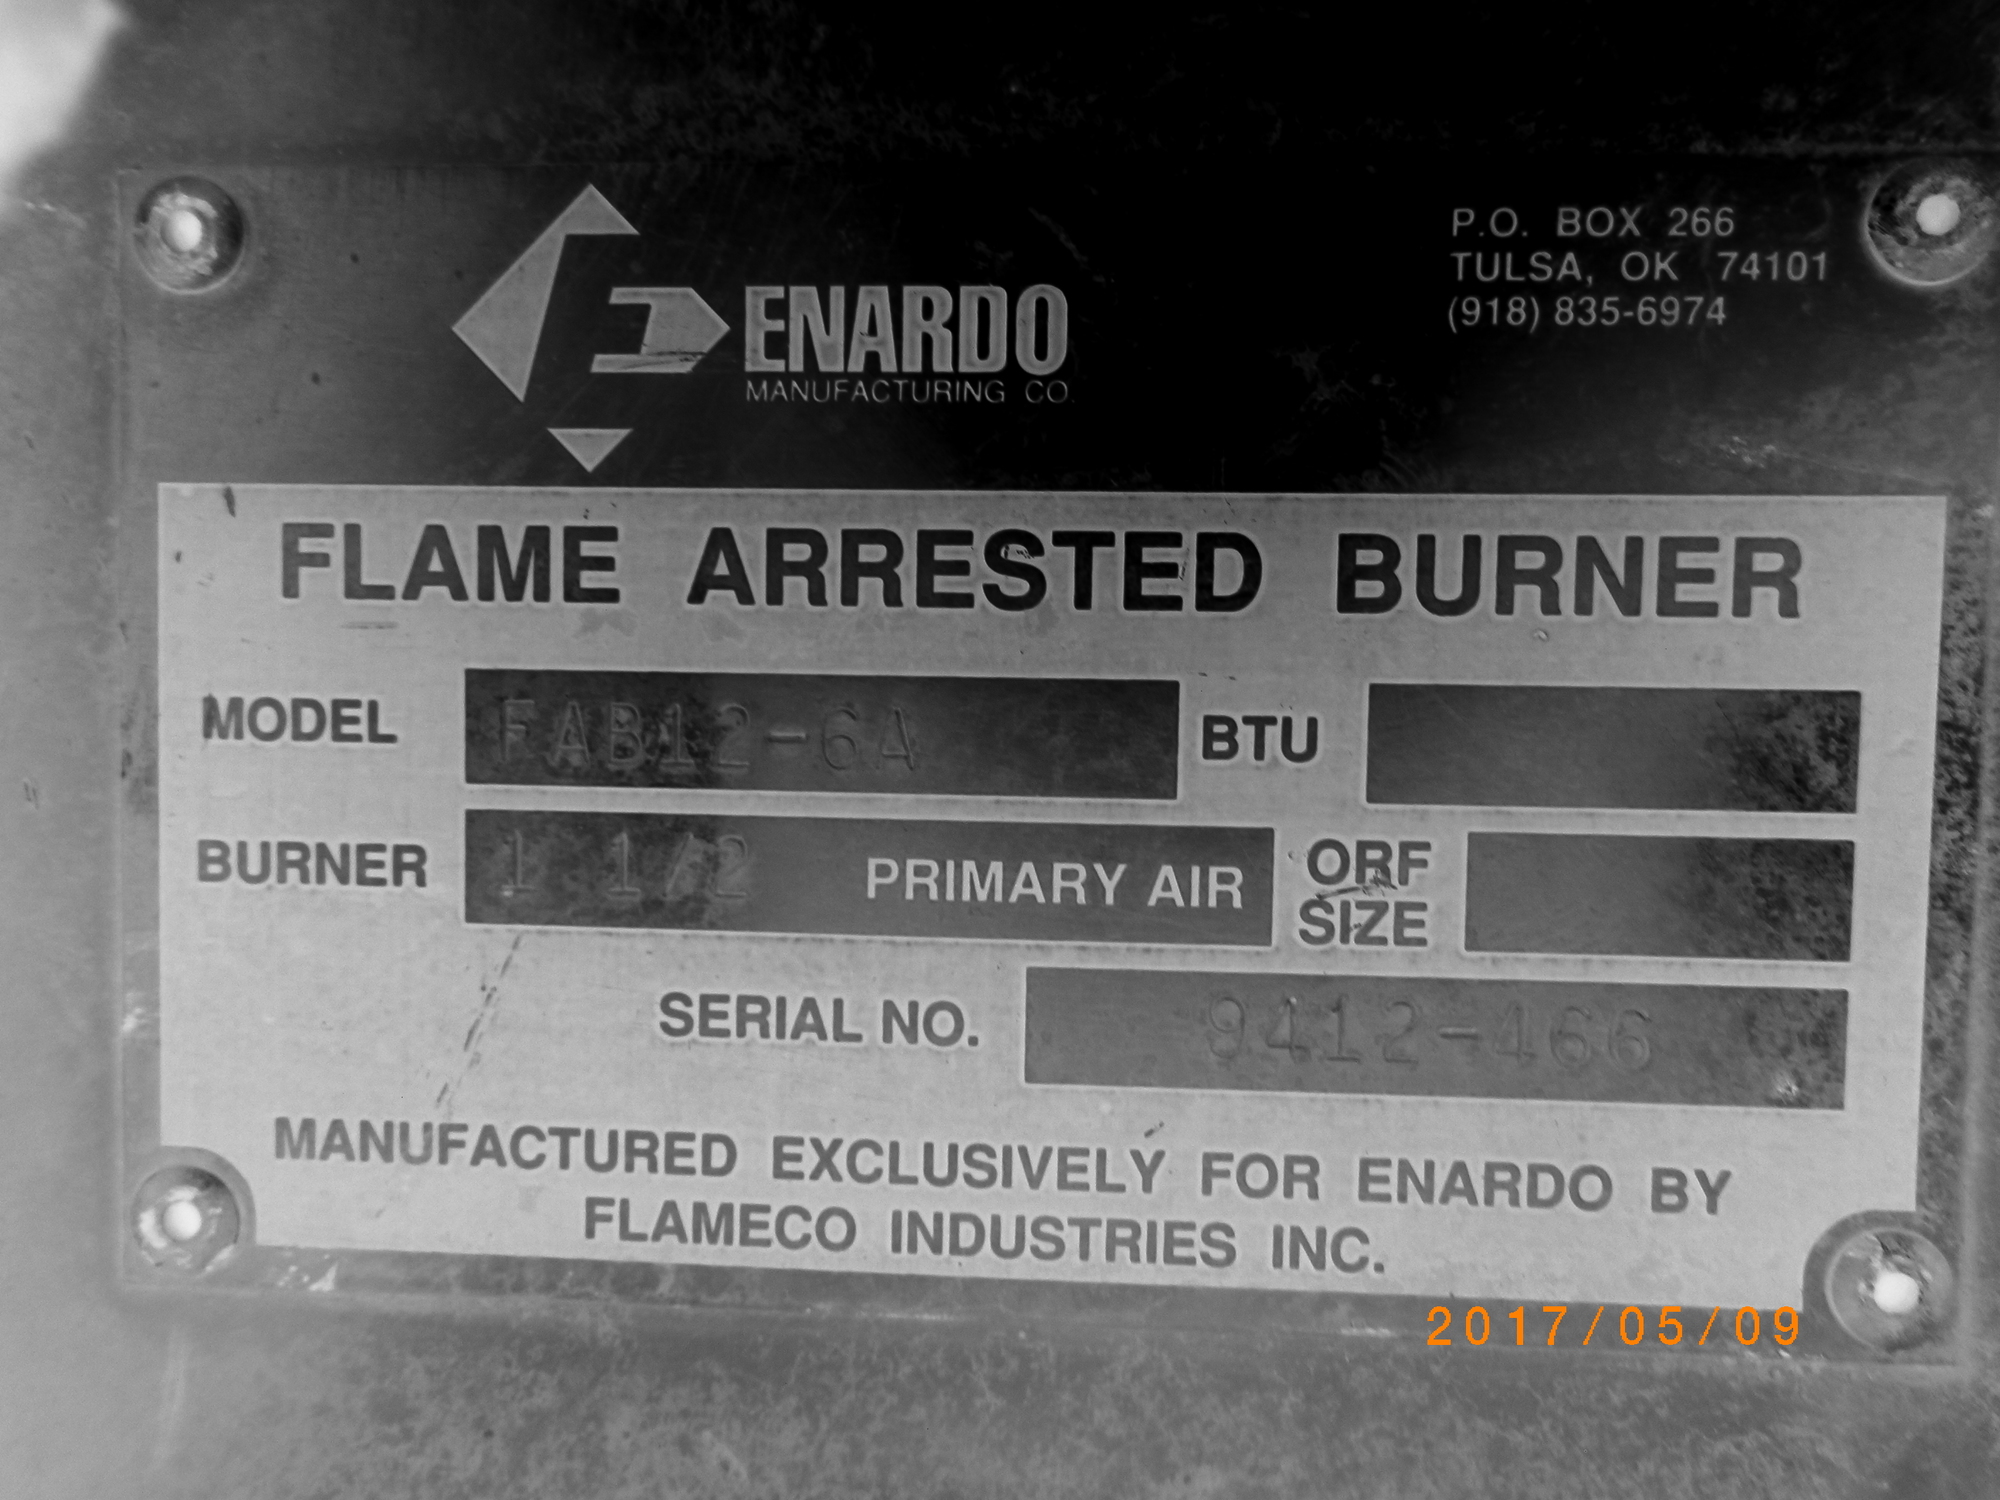 P.O. BOX 266
TULSA, OK 74101
(918) 835-6974
ENARDO
MANUFACTURING CO.
FLAME ARRESTED BURNER
MODEL FAB12-6A BTU
BURNER 1 1/2 PRIMARY AIR ORF SIZE
SERIAL NO. 9412-466
MANUFACTURED EXCLUSIVELY FOR ENARDO BY
FLAMECO INDUSTRIES INC.
2017/05/09